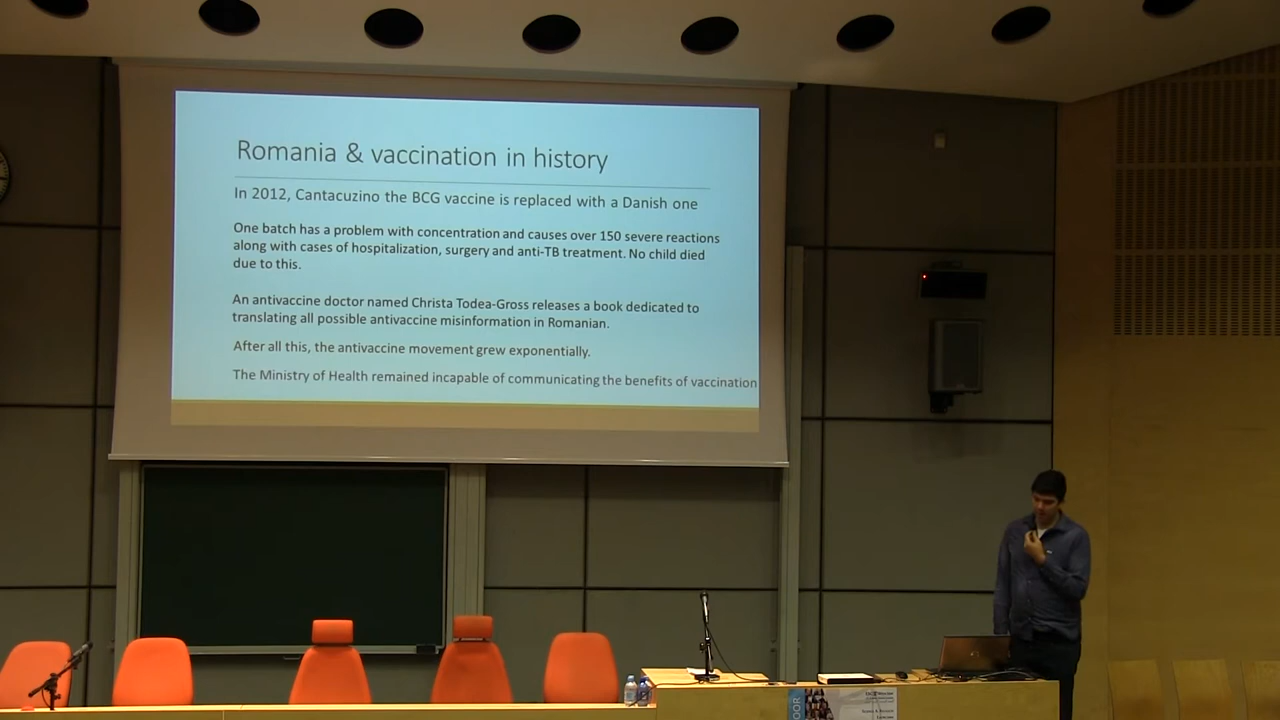 Romania & vaccination in history
In 2012, Cantacuzino the BCG vaccine is replaced with a Danish one
One batch has a problem with concentration and causes over 150 severe reactions
along with cases of hospitalization, surgery and anti-TB treatment. No child died
due to this.
An antivaccine doctor named Christa Todea-Gross releases a book dedicated to
translating all possible antivaccine misinformation in Romanian.
After all this, the antivaccine movement grew exponentially.
The Ministry of Health remained incapable of communicating the benefits of vaccination